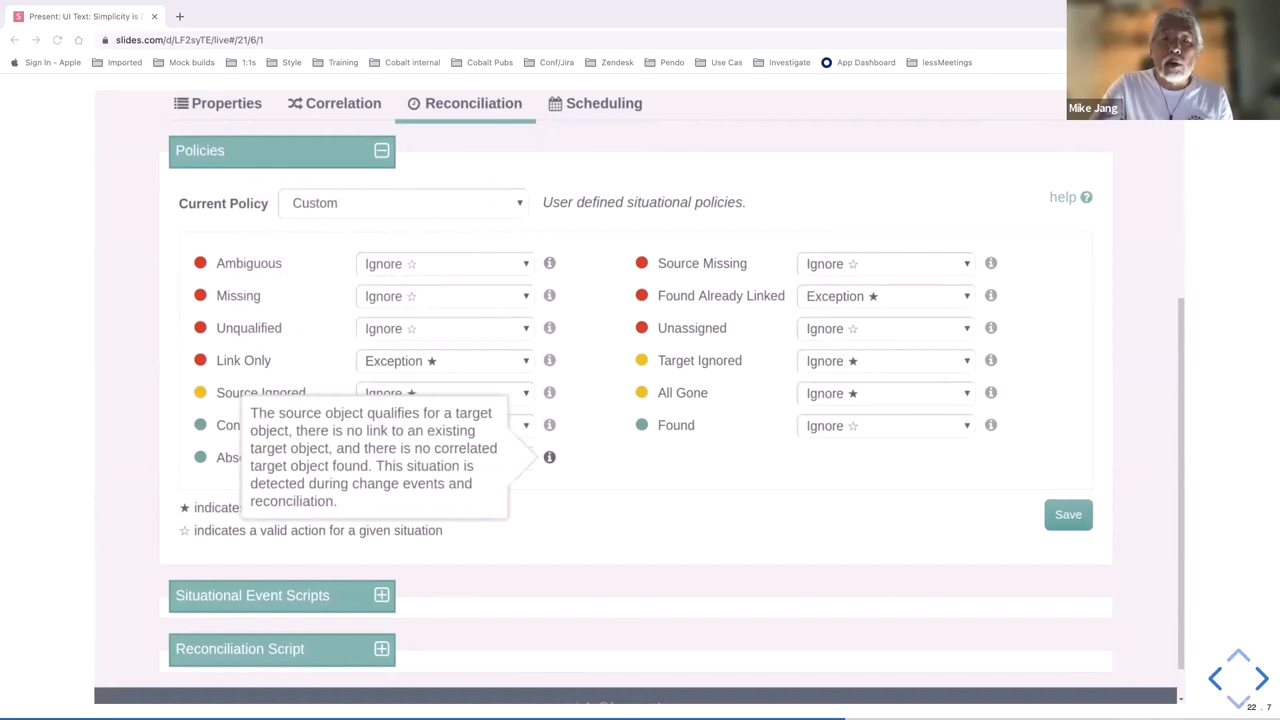 Present: UI Text: Simplicity is
slides.com/d/LF2syTE/live#/21/6/1
Sign In - Apple Imported Mock builds 1:1s Style Training Cobalt internal Cobalt Pubs Conf/Jira Zendesk Pendo Use Cas Investigate App Dashboard lessMeetings
Mike Jang
Properties Correlation Reconciliation Scheduling
Policies
Current Policy Custom User defined situational policies. help
Ambiguous Ignore ☆ Source Missing Ignore ☆
Missing Ignore ☆ Found Already Linked Exception ★
Unqualified Ignore ☆ Unassigned Ignore ☆
Link Only Exception ★ Target Ignored Ignore ★
Source Ignored Ignore ★ All Gone Ignore ★
Con Found Ignore ☆
Abs
The source object qualifies for a target
object, there is no link to an existing
target object, and there is no correlated
target object found. This situation is
detected during change events and
reconciliation.
★ indicate
☆ indicates a valid action for a given situation
Save
Situational Event Scripts
Reconciliation Script
22 . 7